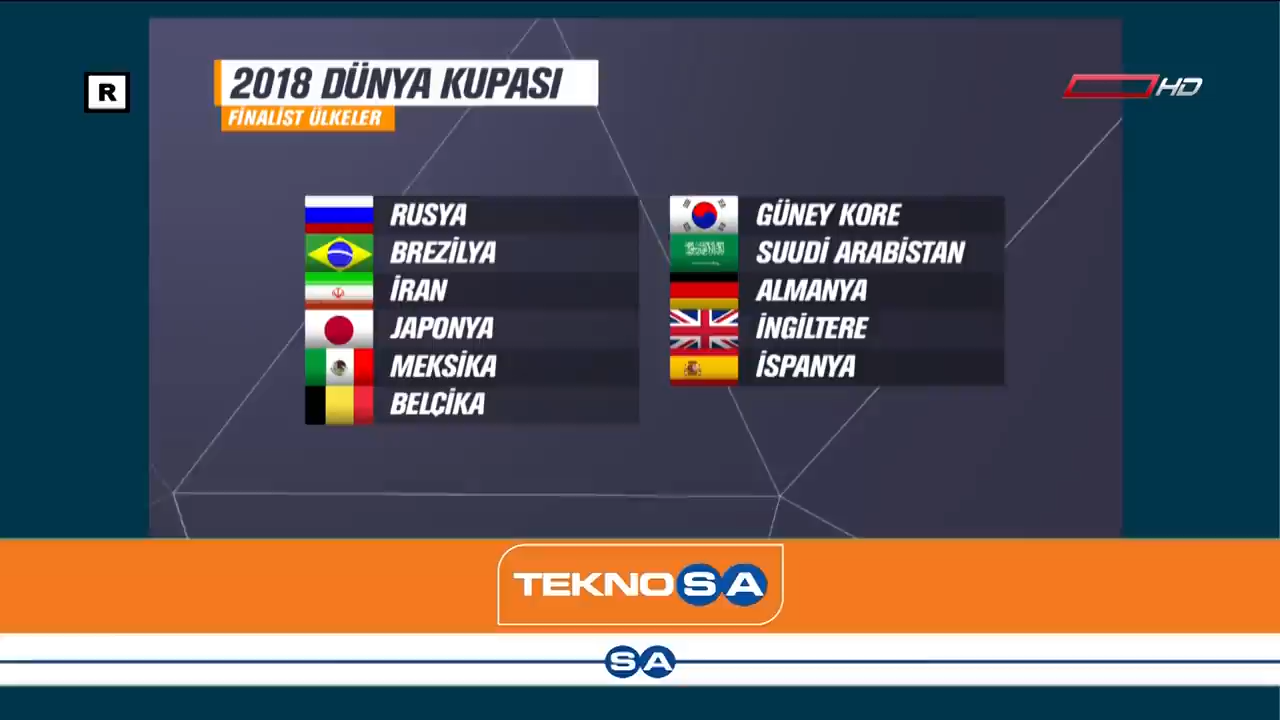 R
HD
2018 DÜNYA KUPASI
FİNALİST ÜLKELER
RUSYA
BREZİLYA
İRAN
JAPONYA
MEKSİKA
BELÇİKA
GÜNEY KORE
SUUDİ ARABİSTAN
ALMANYA
İNGİLTERE
İSPANYA
TEKNOSA
SA